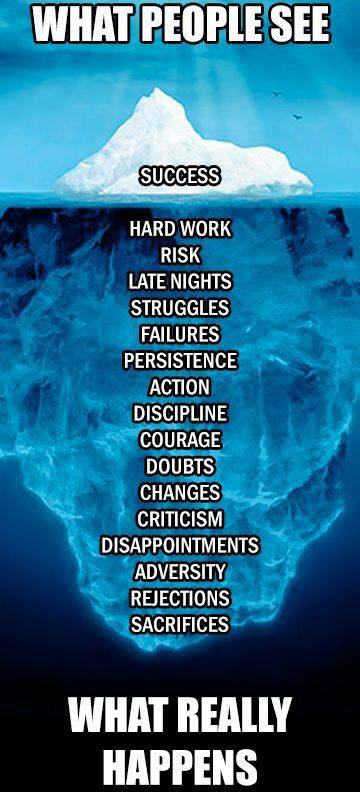 WHAT PEOPLE SEE
SUCCESS
HARD WORK
RISK
LATE NIGHTS
STRUGGLES
FAILURES
PERSISTENCE
ACTION
DISCIPLINE
COURAGE
DOUBTS
CHANGES
CRITICISM
DISAPPOINTMENTS
ADVERSITY
REJECTIONS
SACRIFICES
WHAT REALLY
HAPPENS